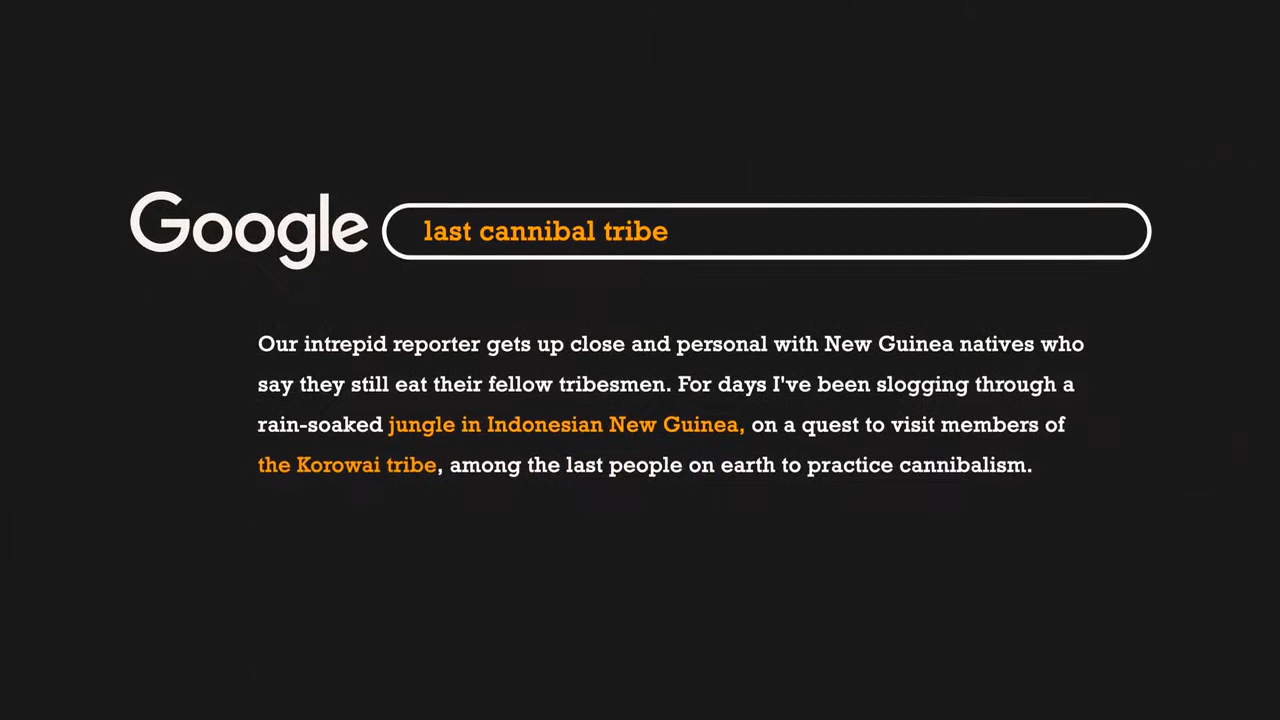 Google
last cannibal tribe
Our intrepid reporter gets up close and personal with New Guinea natives who
say they still eat their fellow tribesmen. For days I've been slogging through a
rain-soaked jungle in Indonesian New Guinea, on a quest to visit members of
the Korowai tribe, among the last people on earth to practice cannibalism.